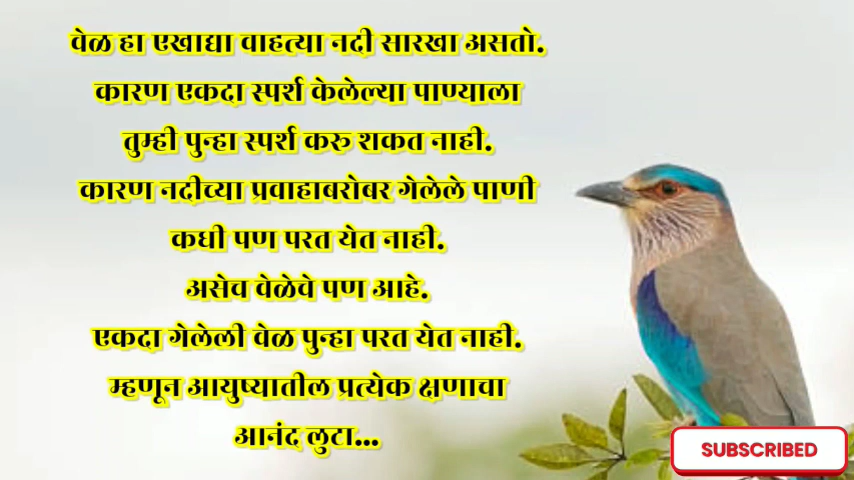 वेळ हा एखाद्या वाहत्या नदी सारखा असतो.
कारण एकदा स्पर्श केलेल्या पाण्याला
तुम्ही पुन्हा स्पर्श करू शकत नाही.
कारण नदीच्या प्रवाहाबरोबर गेलेले पाणी
कधी पण परत येत नाही.
असेच वेळेचे पण आहे.
एकदा गेलेली वेळ पुन्हा परत येत नाही.
म्हणून आयुष्यातील प्रत्येक क्षणाचा
आनंद लुटा...
SUBSCRIBED